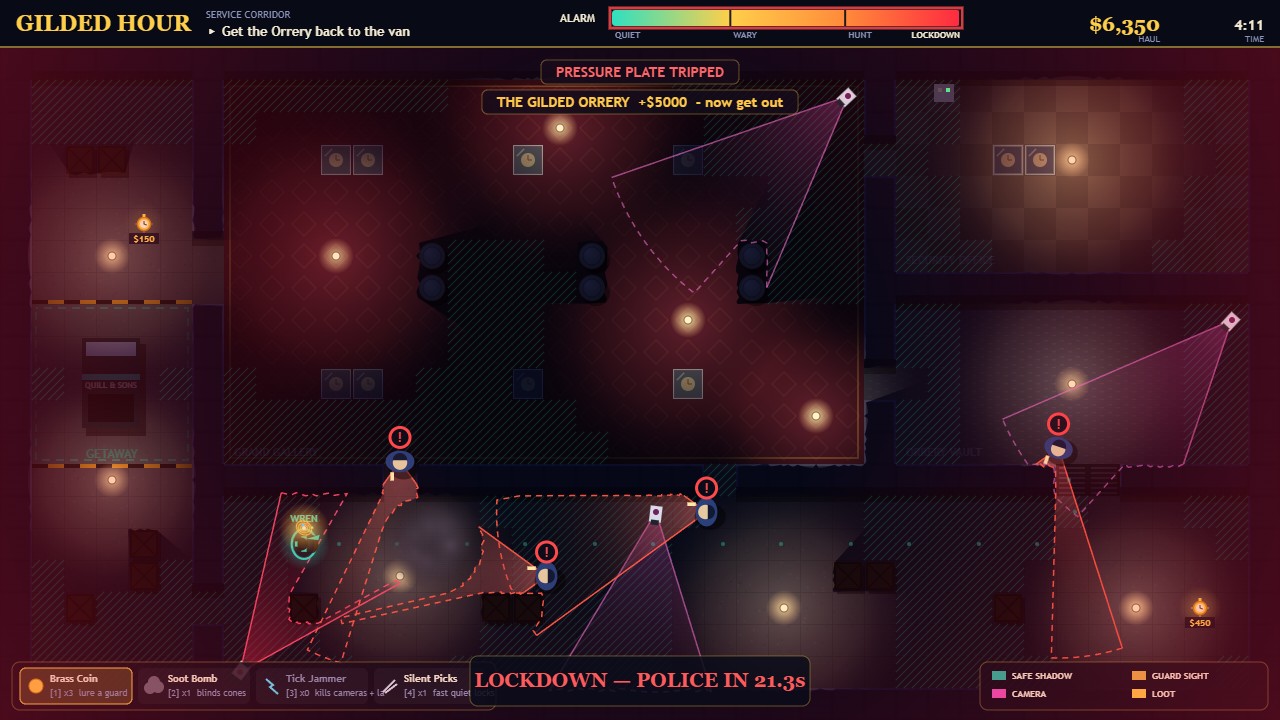 GILDED HOUR
SERVICE CORRIDOR
▸ Get the Orrery back to the van
ALARM
QUIET
WARY
HUNT
LOCKDOWN
$6,350
HAUL
4:11
TIME
PRESSURE PLATE TRIPPED
THE GILDED ORRERY +$5000 - now get out
$150
QUILL & SONS
GETAWAY
!
!
!
!
WREN
$450
Brass Coin
[1] x3 lure a guard
Soot Bomb
[2] x1 blinds cones
Tick Jammer
[3] x0 kills cameras + la
Silent Picks
[4] x1 fast quiet
LOCKDOWN — POLICE IN 21.3s
SAFE SHADOW
GUARD SIGHT
CAMERA
LOOT